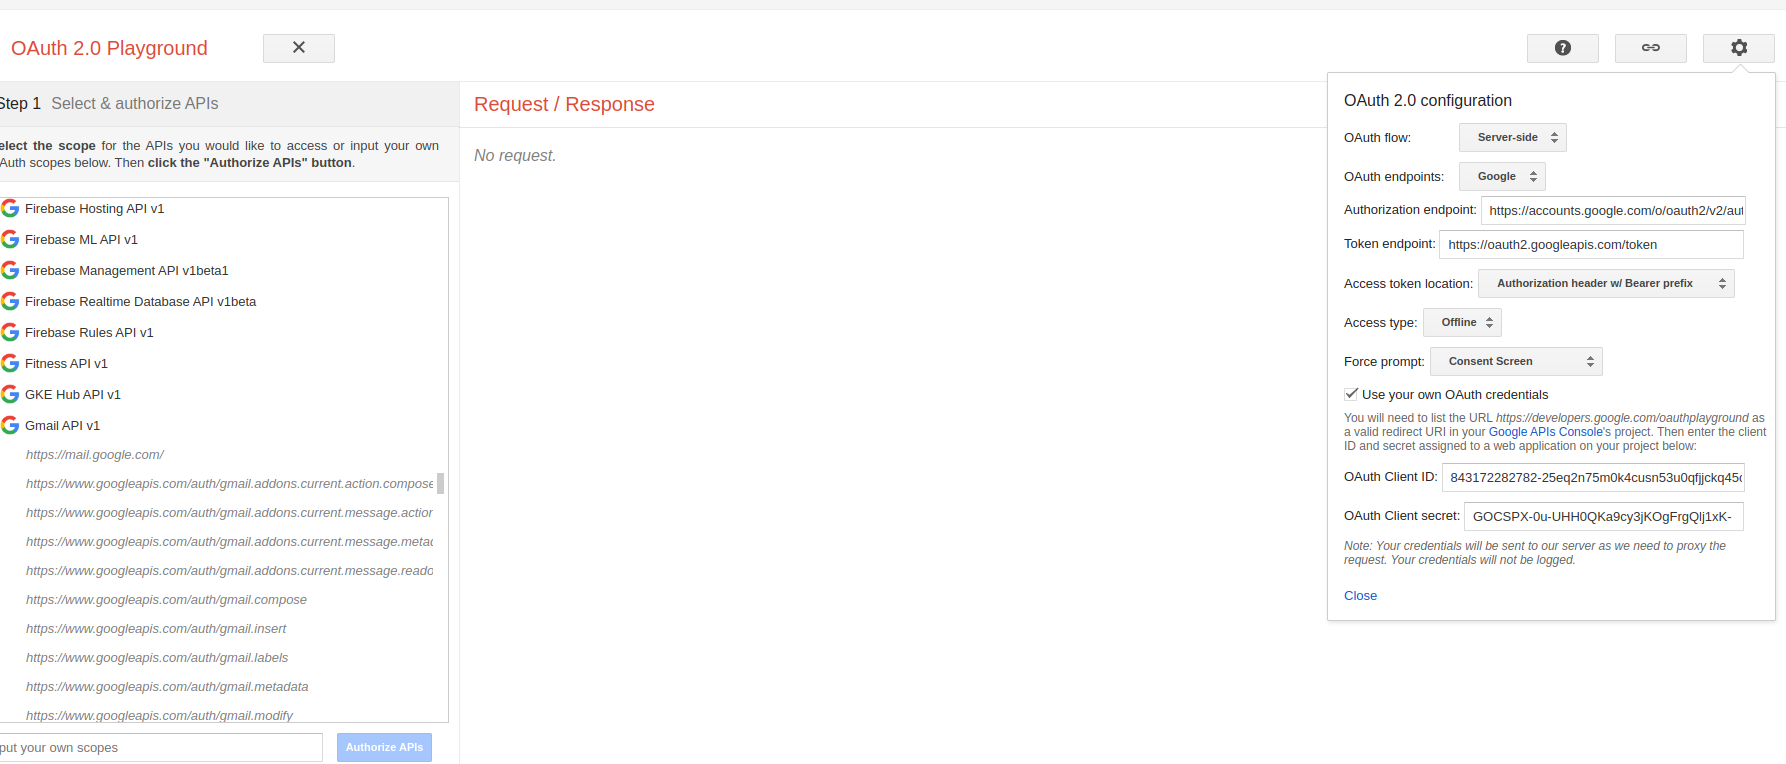 OAuth 2.0 Playground
Step 1 Select & authorize APIs
elect the scope for the APIs you would like to access or input your own
Auth scopes below. Then click the "Authorize APIs" button.
Firebase Hosting API v1
Firebase ML API v1
Firebase Management API v1beta1
Firebase Realtime Database API v1beta
Firebase Rules API v1
Fitness API v1
GKE Hub API v1
Gmail API v1
https://mail.google.com/
https://www.googleapis.com/auth/gmail.addons.current.action.compose
https://www.googleapis.com/auth/gmail.addons.current.message.action
https://www.googleapis.com/auth/gmail.addons.current.message.metad
https://www.googleapis.com/auth/gmail.addons.current.message.reado
https://www.googleapis.com/auth/gmail.compose
https://www.googleapis.com/auth/gmail.insert
https://www.googleapis.com/auth/gmail.labels
https://www.googleapis.com/auth/gmail.metadata
https://www.googleapis.com/auth/gmail.modify
put your own scopes
Authorize APIs
Request / Response
No request.
OAuth 2.0 configuration
OAuth flow: Server-side
OAuth endpoints: Google
Authorization endpoint: https://accounts.google.com/o/oauth2/v2/aut
Token endpoint: https://oauth2.googleapis.com/token
Access token location: Authorization header w/ Bearer prefix
Access type: Offline
Force prompt: Consent Screen
Use your own OAuth credentials
You will need to list the URL https://developers.google.com/oauthplayground as
a valid redirect URI in your Google APIs Console's project. Then enter the client
ID and secret assigned to a web application on your project below:
OAuth Client ID: 843172282782-25eq2n75m0k4cusn53u0qfjjckq45c
OAuth Client secret: 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
Note: Your credentials will be sent to our server as we need to proxy the
request. Your credentials will not be logged.
Close